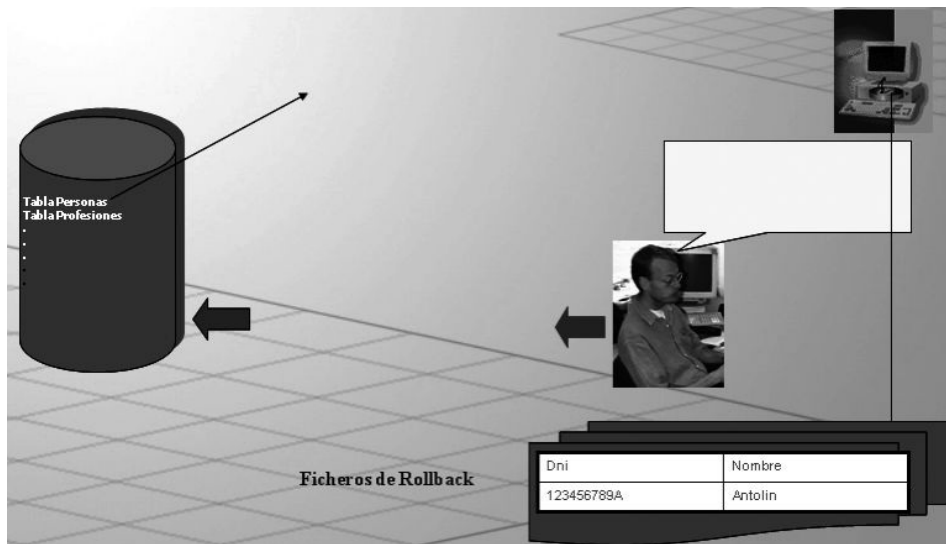 Tabla Personas
Tabla Profesiones
.
.
.
.
.
Ficheros de Rollback
Dni Nombre
123456789A Antolin